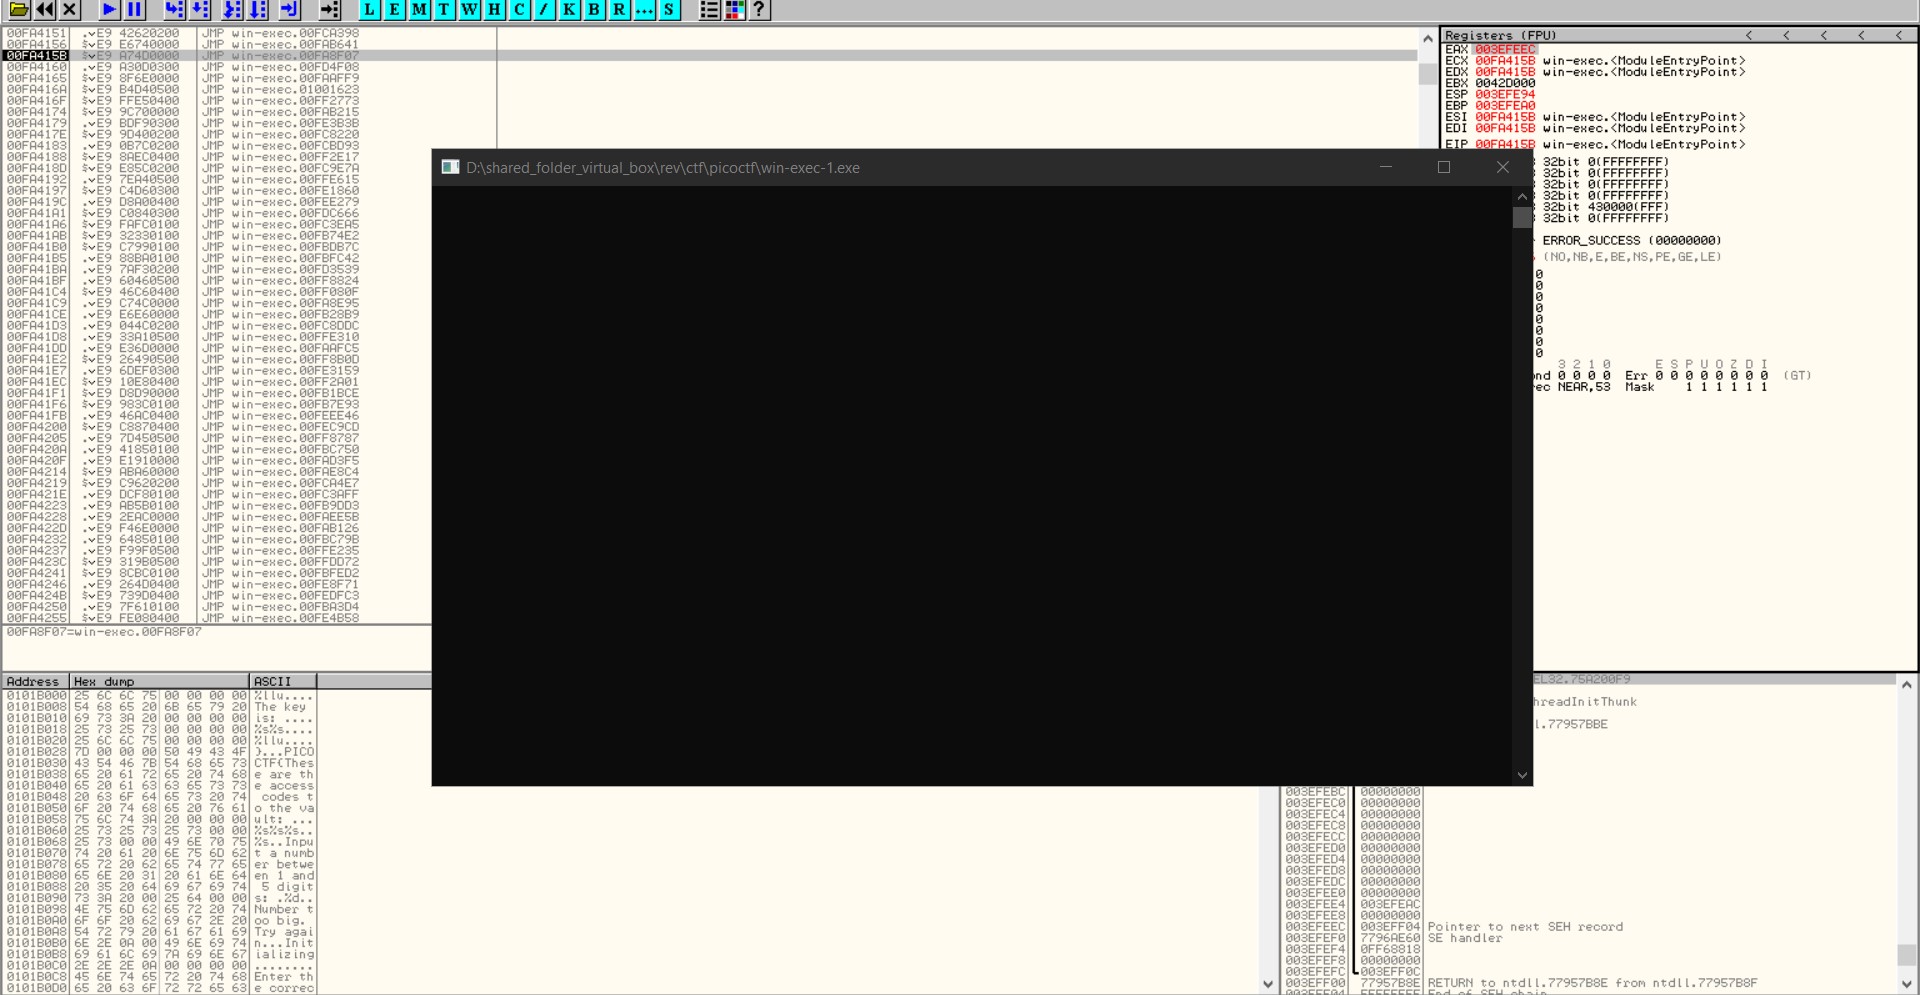 L E M T W H C / K B R ... S ?
00FA4151 .vE9 42620200 JMP win-exec.00FCA398
00FA4156 $vE9 E6740000 JMP win-exec.00FAB641
00FA415B $vE9 A74D0000 JMP win-exec.00FA8F07
00FA4160 .vE9 A30D0300 JMP win-exec.00FD4F08
00FA4165 $vE9 8F6E0000 JMP win-exec.00FAAFF9
00FA416A $vE9 B4D40500 JMP win-exec.01001623
00FA416F $vE9 FFE50400 JMP win-exec.00FF2773
00FA4174 $vE9 9C700000 JMP win-exec.00FAB215
00FA4179 .vE9 BDF90300 JMP win-exec.00FE3B3B
00FA417E $vE9 9D400200 JMP win-exec.00FC8220
00FA4183 .vE9 0B7C0200 JMP win-exec.00FCBD93
00FA4188 $vE9 8AEC0400 JMP win-exec.00FF2E17
00FA418D $vE9 E85C0200 JMP win-exec.00FC9E7A
00FA4192 .vE9 7EA40500 JMP win-exec.00FFE615
00FA4197 $vE9 C4D60300 JMP win-exec.00FE1860
00FA419C $vE9 D8A00400 JMP win-exec.00FEE279
00FA41A1 $vE9 C0840300 JMP win-exec.00FDC666
00FA41A6 $vE9 FAFC0100 JMP win-exec.00FC3EA5
00FA41AB .vE9 32330100 JMP win-exec.00FB74E2
00FA41B0 $vE9 C7990100 JMP win-exec.00FBDB7C
00FA41B5 $vE9 88BA0100 JMP win-exec.00FBFC42
00FA41BA $vE9 7AF30200 JMP win-exec.00FD3539
00FA41BF .vE9 60460500 JMP win-exec.00FF8824
00FA41C4 $vE9 46C60400 JMP win-exec.00FF080F
00FA41C9 $vE9 C74C0000 JMP win-exec.00FA8E95
00FA41CE .vE9 E6E60000 JMP win-exec.00FB28B9
00FA41D3 $vE9 044C0200 JMP win-exec.00FC8DDC
00FA41D8 $vE9 33A10500 JMP win-exec.00FFE310
00FA41DD .vE9 E36D0000 JMP win-exec.00FAAFC5
00FA41E2 $vE9 26490500 JMP win-exec.00FF8B0D
00FA41E7 $vE9 6DEF0300 JMP win-exec.00FE3159
00FA41EC .vE9 10E80400 JMP win-exec.00FF2A01
00FA41F1 .vE9 D8D90000 JMP win-exec.00FB1BCE
00FA41F6 $vE9 983C0100 JMP win-exec.00FB7E93
00FA41FB .vE9 46AC0400 JMP win-exec.00FEEE46
00FA4200 .vE9 C8870400 JMP win-exec.00FEC9CD
00FA4205 $vE9 7D450500 JMP win-exec.00FF8787
00FA420A .vE9 41850100 JMP win-exec.00FBC750
00FA420F .vE9 E1910000 JMP win-exec.00FAD3F5
00FA4214 $vE9 ABA60000 JMP win-exec.00FAE8C4
00FA4219 $vE9 C9620200 JMP win-exec.00FCA4E7
00FA421E .vE9 DCF80100 JMP win-exec.00FC3AFF
00FA4223 $vE9 AB5B0100 JMP win-exec.00FB9DD3
00FA4228 $vE9 2EAC0000 JMP win-exec.00FAEE5B
00FA422D $vE9 F46E0000 JMP win-exec.00FAB126
00FA4232 $vE9 64850100 JMP win-exec.00FBC79B
00FA4237 .vE9 F99F0500 JMP win-exec.00FFE235
00FA423C $vE9 319B0500 JMP win-exec.00FFDD72
00FA4241 $vE9 8CBC0100 JMP win-exec.00FBFED2
00FA4246 .vE9 264D0400 JMP win-exec.00FE8F71
00FA424B $vE9 739D0400 JMP win-exec.00FEDFC3
00FA4250 .vE9 7F610100 JMP win-exec.00FBA3D4
00FA4255 $vE9 FE080400 JMP win-exec.00FE4B58
00FA8F07=win-exec.00FA8F07
D:\shared_folder_virtual_box\rev\ctf\picoctf\win-exec-1.exe
Registers (FPU) < < < < <
EAX 003EFEEC
ECX 00FA415B win-exec.<ModuleEntryPoint>
EDX 00FA415B win-exec.<ModuleEntryPoint>
EBX 0042D000
ESP 003EFE94
EBP 003EFEA0
ESI 00FA415B win-exec.<ModuleEntryPoint>
EDI 00FA415B win-exec.<ModuleEntryPoint>
EIP 00FA415B win-exec.<ModuleEntryPoint>
32bit 0(FFFFFFFF)
32bit 0(FFFFFFFF)
32bit 0(FFFFFFFF)
32bit 0(FFFFFFFF)
32bit 430000(FFF)
32bit 0(FFFFFFFF)
ERROR_SUCCESS (00000000)
(NO,NB,E,BE,NS,PE,GE,LE)
0
0
0
0
0
0
0
0
3 2 1 0 E S P U O Z D I
nd 0 0 0 0 Err 0 0 0 0 0 0 0 0 (GT)
ec NEAR,53 Mask 1 1 1 1 1 1
Address Hex dump ASCII
0101B000 25 6C 6C 75 00 00 00 00 %llu....
0101B008 54 68 65 20 6B 65 79 20 The key
0101B010 69 73 3A 20 00 00 00 00 is: ....
0101B018 25 73 25 73 00 00 00 00 %s%s....
0101B020 25 6C 6C 75 00 00 00 00 %llu....
0101B028 7D 00 00 00 50 49 43 4F }...PICO
0101B030 43 54 46 7B 54 68 65 73 CTF{Thes
0101B038 65 20 61 72 65 20 74 68 e are th
0101B040 65 20 61 63 63 65 73 73 e access
0101B048 20 63 6F 64 65 73 20 74 codes t
0101B050 6F 20 74 68 65 20 76 61 o the va
0101B058 75 6C 74 3A 20 00 00 00 ult: ...
0101B060 25 73 25 73 25 73 00 00 %s%s%s..
0101B068 25 73 00 00 49 6E 70 75 %s..Inpu
0101B070 74 20 61 20 6E 75 6D 62 t a numb
0101B078 65 72 20 62 65 74 77 65 er betwe
0101B080 65 6E 20 31 20 61 6E 64 en 1 and
0101B088 20 35 20 64 69 67 69 74 5 digit
0101B090 73 3A 20 00 25 64 00 00 s: .%d..
0101B098 4E 75 6D 62 65 72 20 74 Number t
0101B0A0 6F 6F 20 62 69 67 2E 20 oo big.
0101B0A8 54 72 79 20 61 67 61 69 Try agai
0101B0B0 6E 2E 0A 00 49 6E 69 74 n...Init
0101B0B8 69 61 6C 69 7A 69 6E 67 ializing
0101B0C0 2E 2E 2E 0A 00 00 00 00 ........
0101B0C8 45 6E 74 65 72 20 74 68 Enter th
0101B0D0 65 20 63 6F 72 72 65 63 e correc
EL32.75A200F9
hreadInitThunk
l.77957BBE
003EFEBC 00000000
003EFEC0 00000000
003EFEC4 00000000
003EFEC8 00000000
003EFECC 00000000
003EFED0 00000000
003EFED4 00000000
003EFED8 00000000
003EFEDC 00000000
003EFEE0 00000000
003EFEE4 003EFEAC
003EFEE8 00000000
003EFEEC 003EFF04 Pointer to next SEH record
003EFEF0 7796AE60 SE handler
003EFEF4 0FF68818
003EFEF8 00000000
003EFEFC 003EFF0C
003EFF00 77957B8E RETURN to ntdll.77957B8E from ntdll.77957B8F
003EFF04 FFFFFFFF End of SEH chain